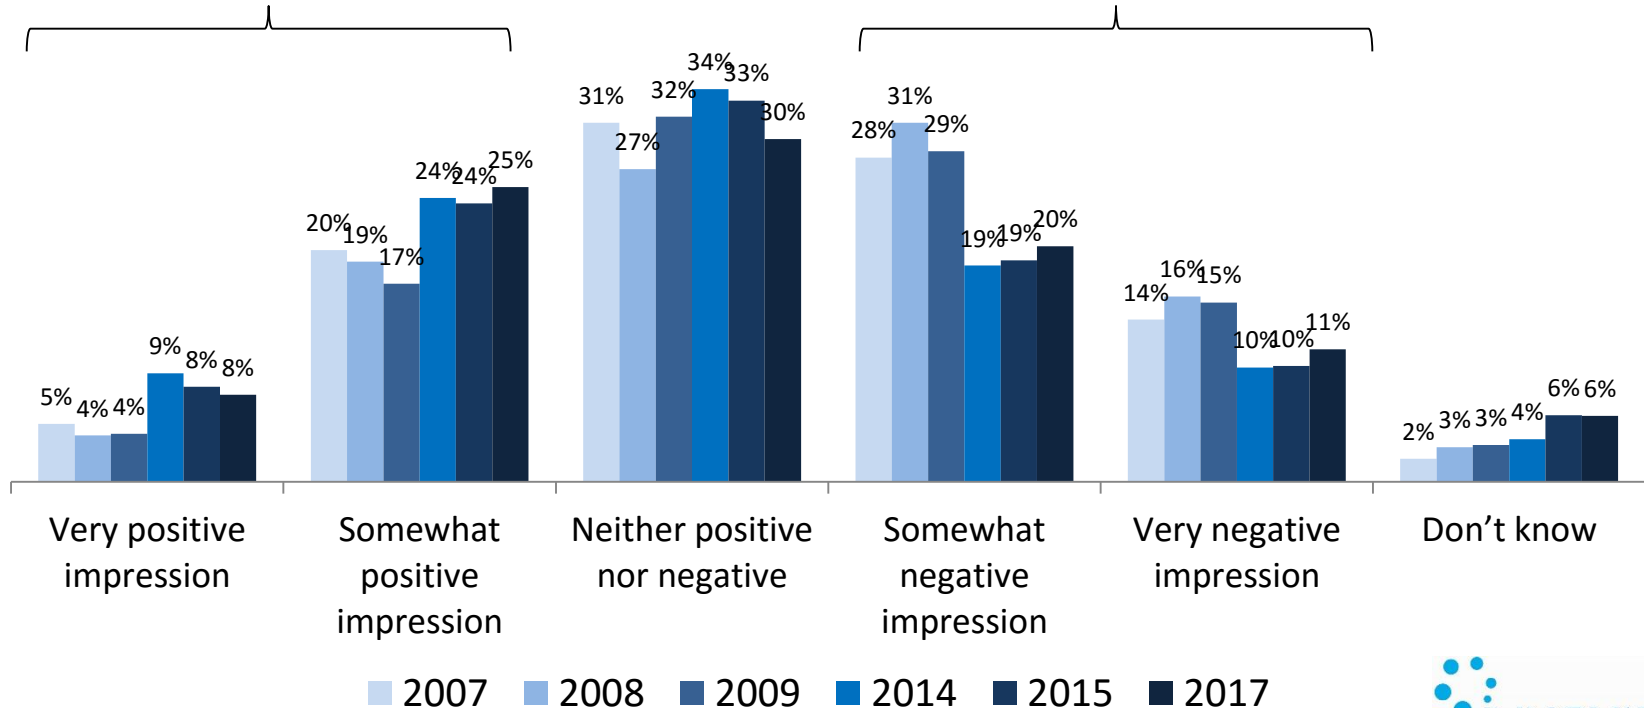 5% 4% 4% 9% 8% 8%
20% 19% 17% 24% 24% 25%
31% 27% 32% 34% 33% 30%
28% 31% 29% 19% 19% 20%
14% 16% 15% 10% 10% 11%
2% 3% 3% 4% 6% 6%
Very positive
impression
Somewhat
positive
impression
Neither positive
nor negative
Somewhat
negative
impression
Very negative
impression
Don’t know
2007 2008 2009 2014 2015 2017